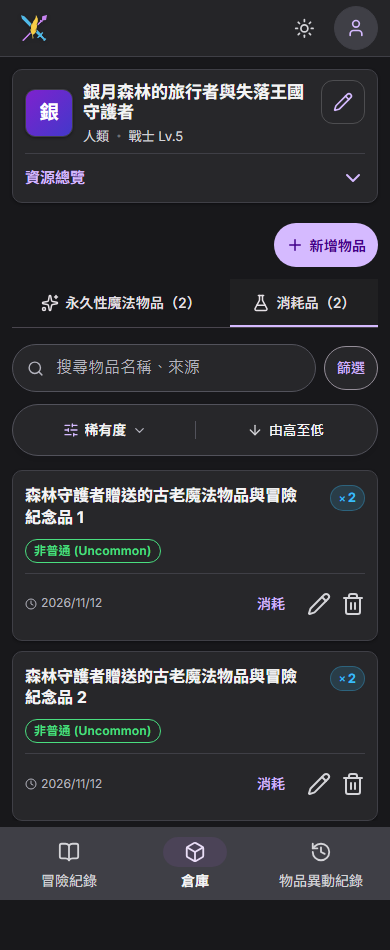 銀
銀月森林的旅行者與失落王國
守護者
人類 • 戰士 Lv.5
資源總覽
新增物品
永久性魔法物品（2）
消耗品（2）
搜尋物品名稱、來源
篩選
稀有度
由高至低
森林守護者贈送的古老魔法物品與冒險
紀念品 1
×2
非普通 (Uncommon)
2026/11/12
消耗
森林守護者贈送的古老魔法物品與冒險
紀念品 2
×2
非普通 (Uncommon)
2026/11/12
消耗
冒險紀錄
倉庫
物品異動紀錄